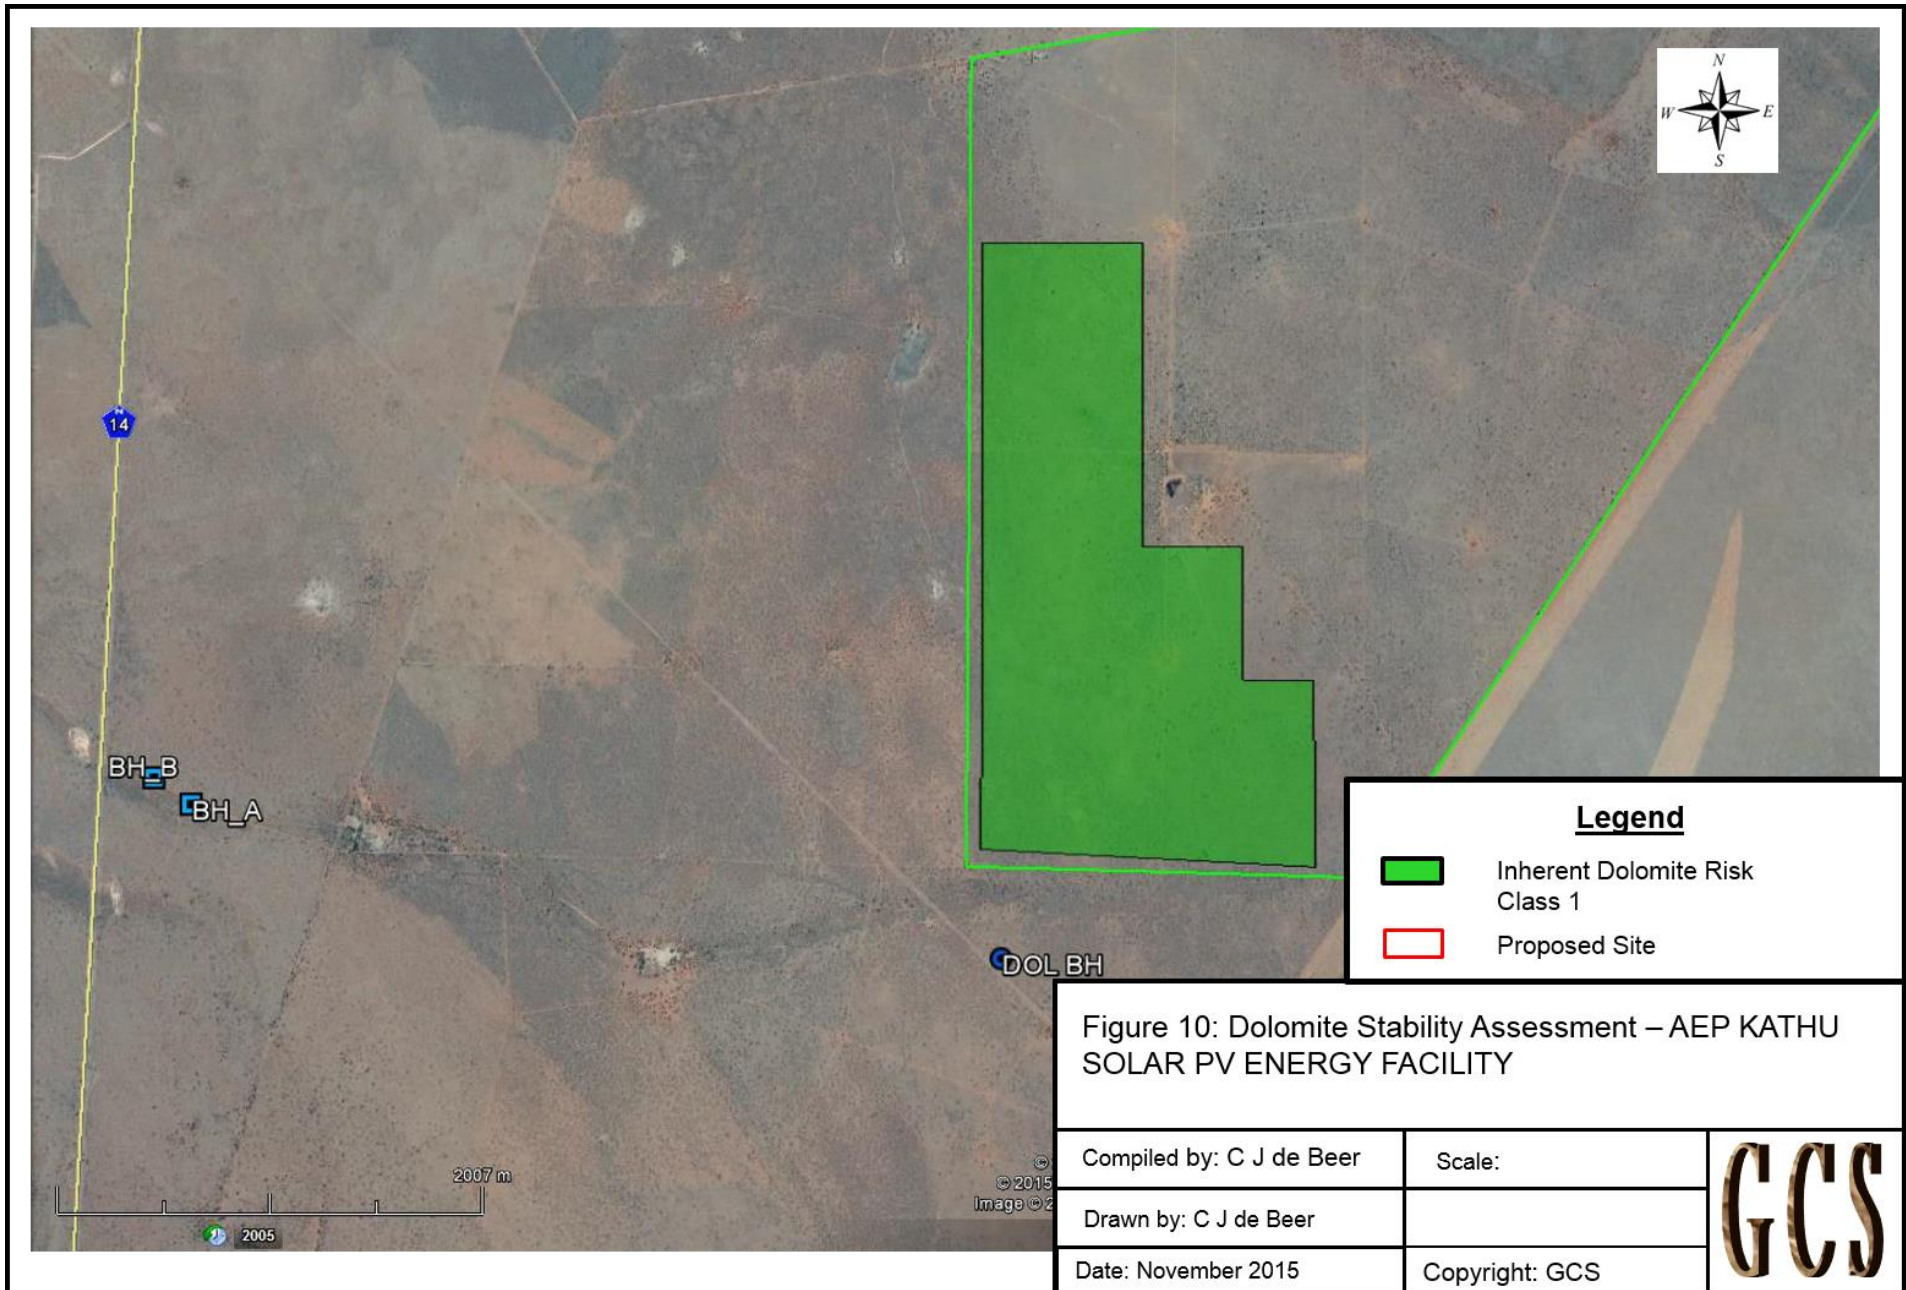 N
W E
S
N
14
BH_B
BH_A
DOL BH
Legend
Inherent Dolomite Risk
Class 1
Proposed Site
Figure 10: Dolomite Stability Assessment – AEP KATHU
SOLAR PV ENERGY FACILITY
Compiled by: C J de Beer
Scale:
Drawn by: C J de Beer
Date: November 2015
Copyright: GCS
GCS
2007 m
©
© 2015
Image © 2
2005